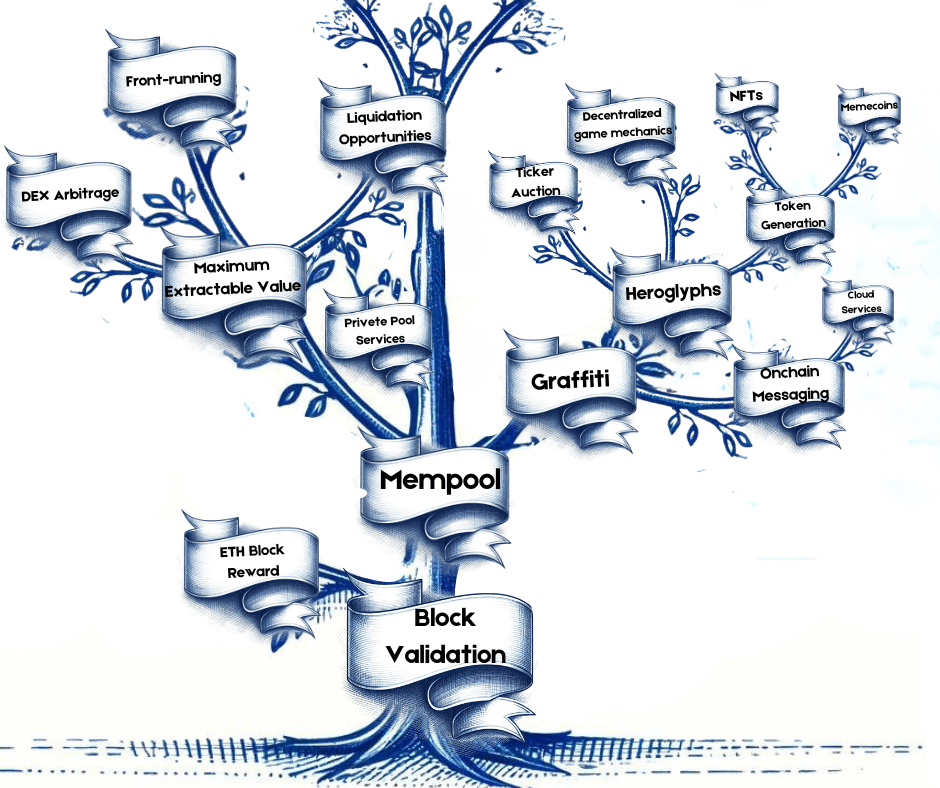 Front-running
Liquidation
Opportunities
Decentralized
game mechanics
NFTs
Memecoins
DEX Arbitrage
Ticker
Auction
Token
Generation
Maximum
Extractable Value
Heroglyphs
Cloud
Services
Privete Pool
Services
Graffiti
Onchain
Messaging
Mempool
ETH Block
Reward
Block
Validation